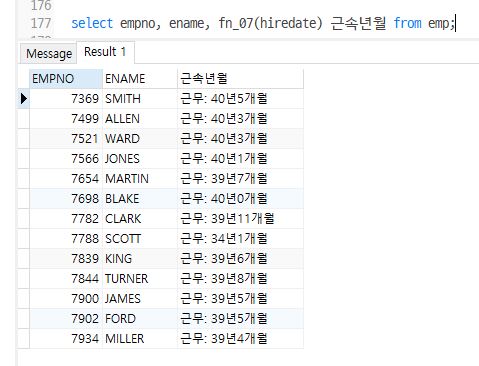 176
177 select empno, ename, fn_07(hiredate) 근속년월 from emp;
Message Result 1
EMPNO ENAME 근속년월
7369 SMITH 근무: 40년5개월
7499 ALLEN 근무: 40년3개월
7521 WARD 근무: 40년3개월
7566 JONES 근무: 40년1개월
7654 MARTIN 근무: 39년7개월
7698 BLAKE 근무: 40년0개월
7782 CLARK 근무: 39년11개월
7788 SCOTT 근무: 34년1개월
7839 KING 근무: 39년6개월
7844 TURNER 근무: 39년8개월
7900 JAMES 근무: 39년5개월
7902 FORD 근무: 39년5개월
7934 MILLER 근무: 39년4개월